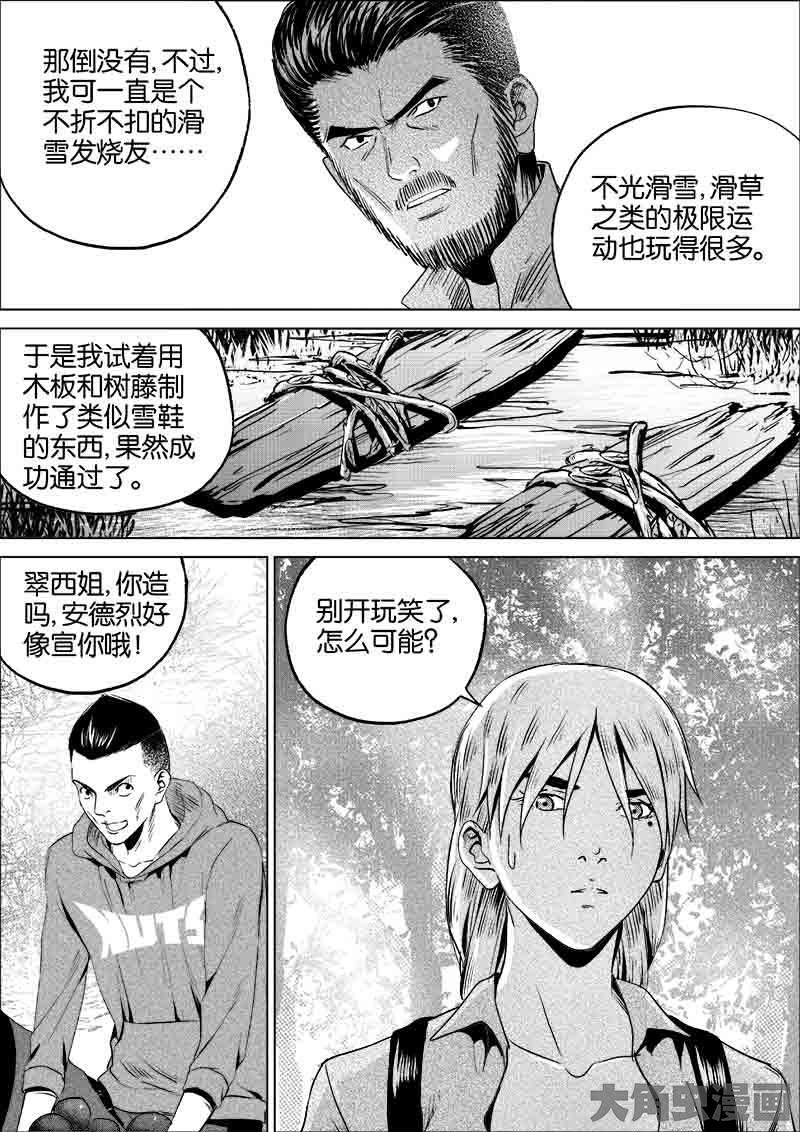 那倒没有,不过,
我可一直是个
不折不扣的滑
雪发烧友……
不光滑雪,滑草
之类的极限运
动也玩得很多。
于是我试着用
木板和树藤制
作了类似雪鞋
的东西,果然成
功通过了。
翠西姐,你造
吗,安德烈好
像宣你哦!
别开玩笑了,
怎么可能?
NUTS
大角虫漫画